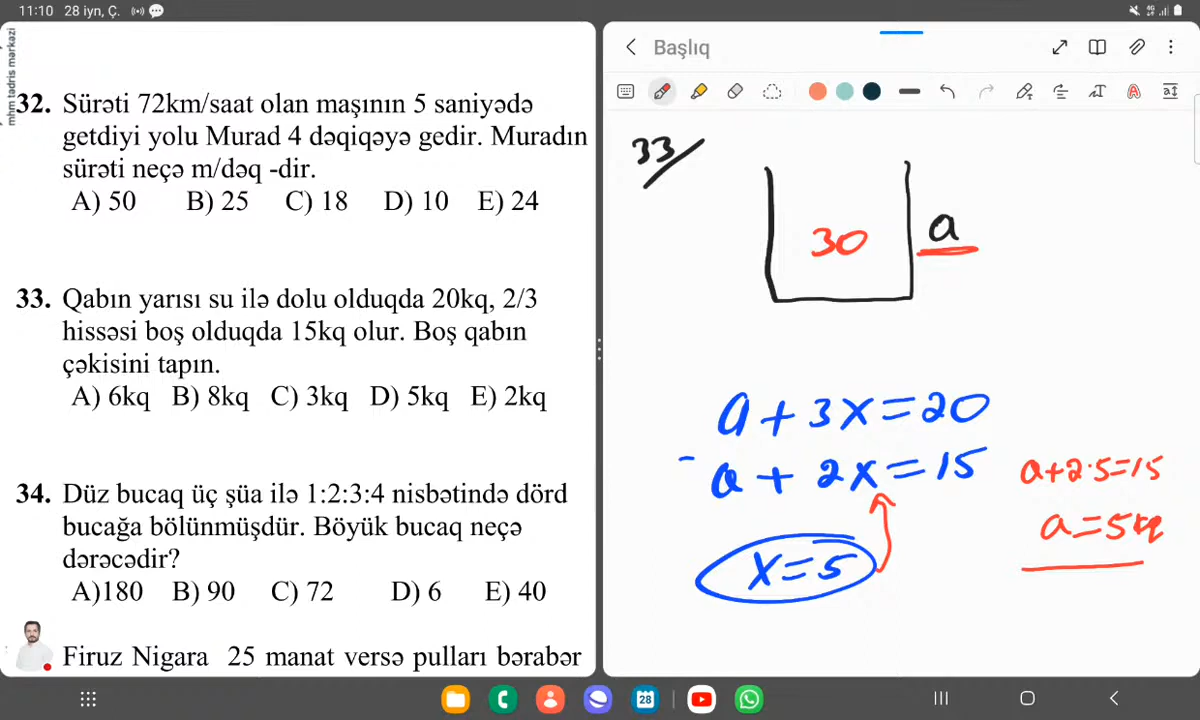 11:10 28 iyn, Ç.
mhm tədris mərkəzi
32. Sürəti 72km/saat olan maşının 5 saniyədə
getdiyi yolu Murad 4 dəqiqəyə gedir. Muradın
sürəti neçə m/dəq -dir.
A) 50 B) 25 C) 18 D) 10 E) 24
33. Qabın yarısı su ilə dolu olduqda 20kq, 2/3
hissəsi boş olduqda 15kq olur. Boş qabın
çəkisini tapın.
A) 6kq B) 8kq C) 3kq D) 5kq E) 2kq
34. Düz bucaq üç şüa ilə 1:2:3:4 nisbətində dörd
bucağa bölünmüşdür. Böyük bucaq neçə
dərəcədir?
A)180 B) 90 C) 72 D) 6 E) 40
Firuz Nigara 25 manat versə pulları bərabər
Başlıq
33
30 a
a + 3x = 20
- a + 2x = 15
x = 5
a+2·5=15
a=5kq
28